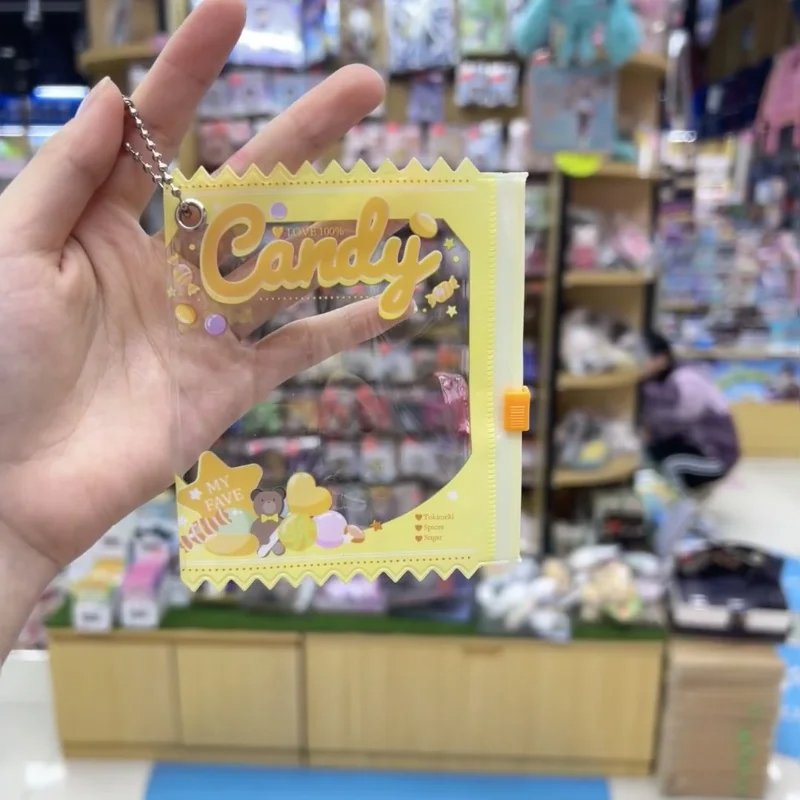 LOVE 100%
Candy
MY
FAVE
Tokimeki
Spices
Sugar